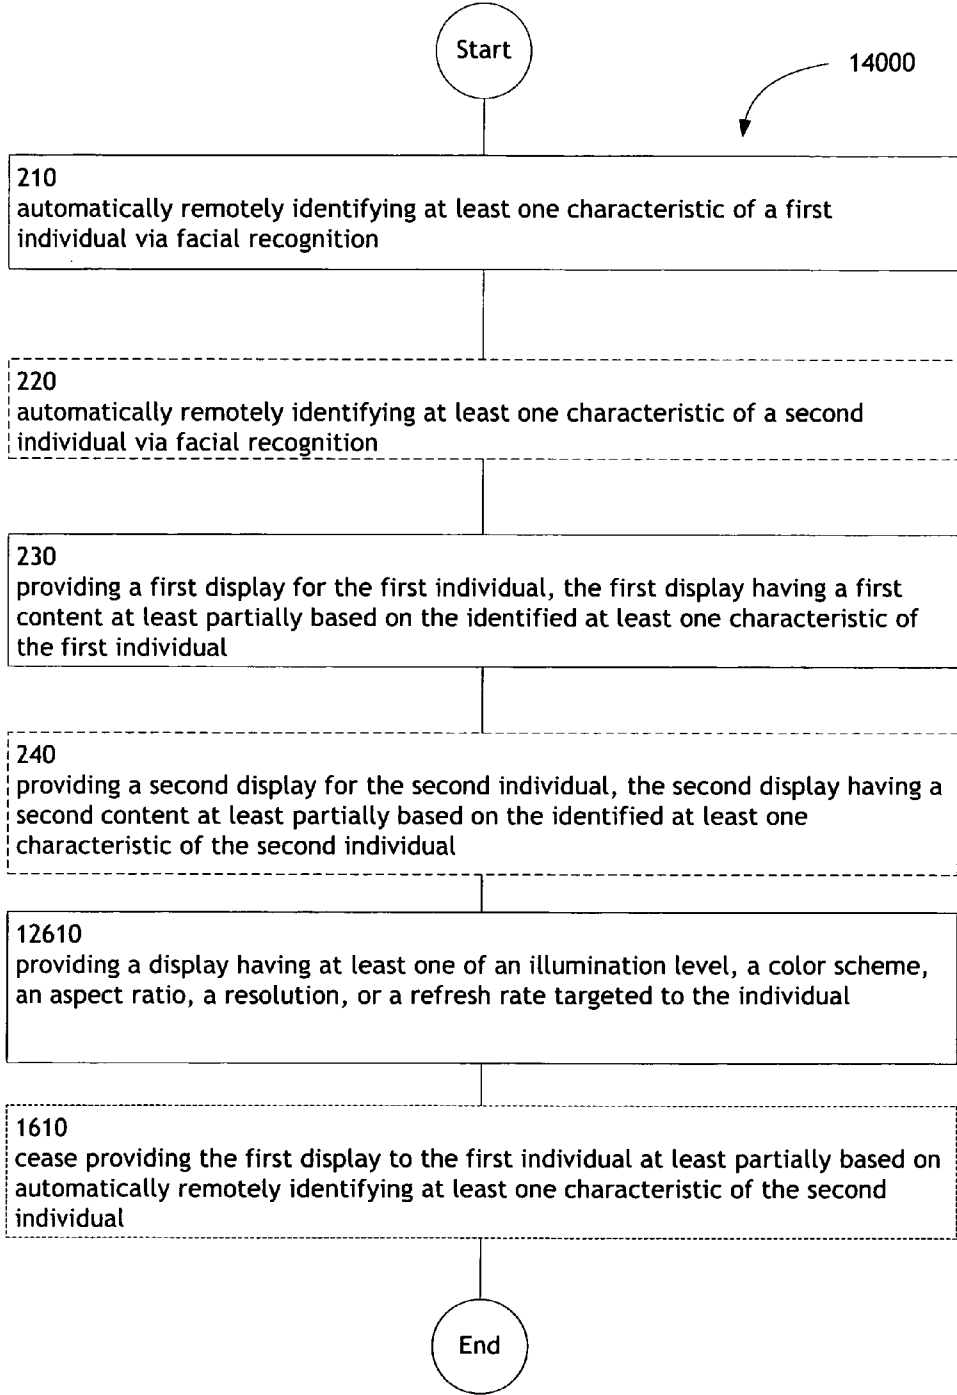 Start
14000
210
automatically remotely identifying at least one characteristic of a first
individual via facial recognition
220
automatically remotely identifying at least one characteristic of a second
individual via facial recognition
230
providing a first display for the first individual, the first display having a first
content at least partially based on the identified at least one characteristic of
the first individual
240
providing a second display for the second individual, the second display having a
second content at least partially based on the identified at least one
characteristic of the second individual
12610
providing a display having at least one of an illumination level, a color scheme,
an aspect ratio, a resolution, or a refresh rate targeted to the individual
1610
cease providing the first display to the first individual at least partially based on
automatically remotely identifying at least one characteristic of the second
individual
End